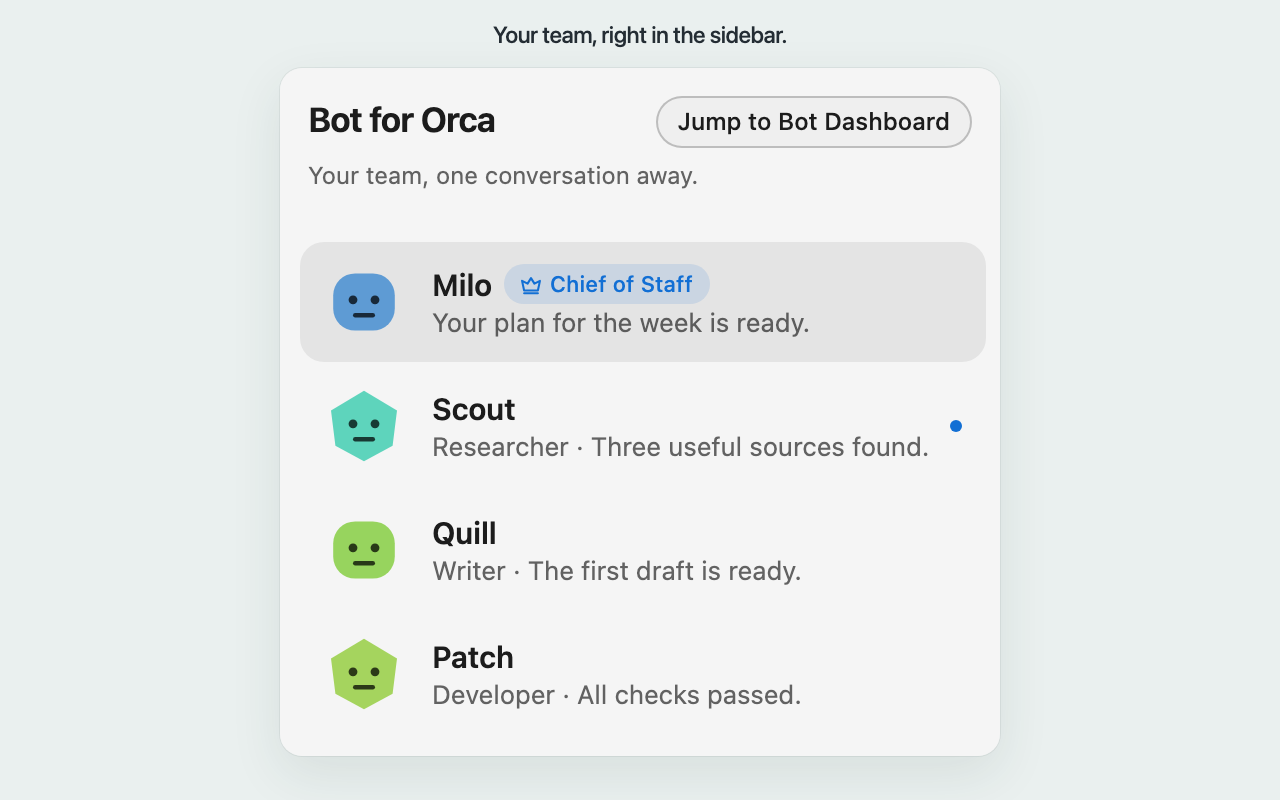 Your team, right in the sidebar.
Bot for Orca
Jump to Bot Dashboard
Your team, one conversation away.
Milo
Chief of Staff
Your plan for the week is ready.
Scout
Researcher · Three useful sources found.
Quill
Writer · The first draft is ready.
Patch
Developer · All checks passed.